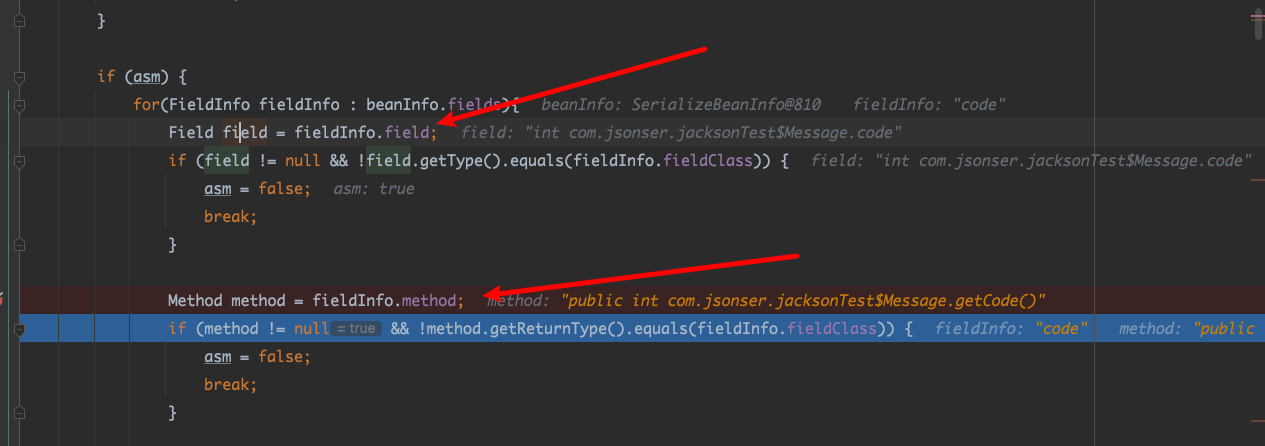 }
if (asm) {
for(FieldInfo fieldInfo : beanInfo.fields){ beanInfo: SerializeBeanInfo@810 fieldInfo: "code"
Field field = fieldInfo.field; field: "int com.jsonser.jacksonTest$Message.code"
if (field != null && !field.getType().equals(fieldInfo.fieldClass)) { field: "int com.jsonser.jacksonTest$Message.code"
asm = false; asm: true
break;
}
Method method = fieldInfo.method; method: "public int com.jsonser.jacksonTest$Message.getCode()"
if (method != null = true && !method.getReturnType().equals(fieldInfo.fieldClass)) { fieldInfo: "code" method: "public
asm = false;
break;
}